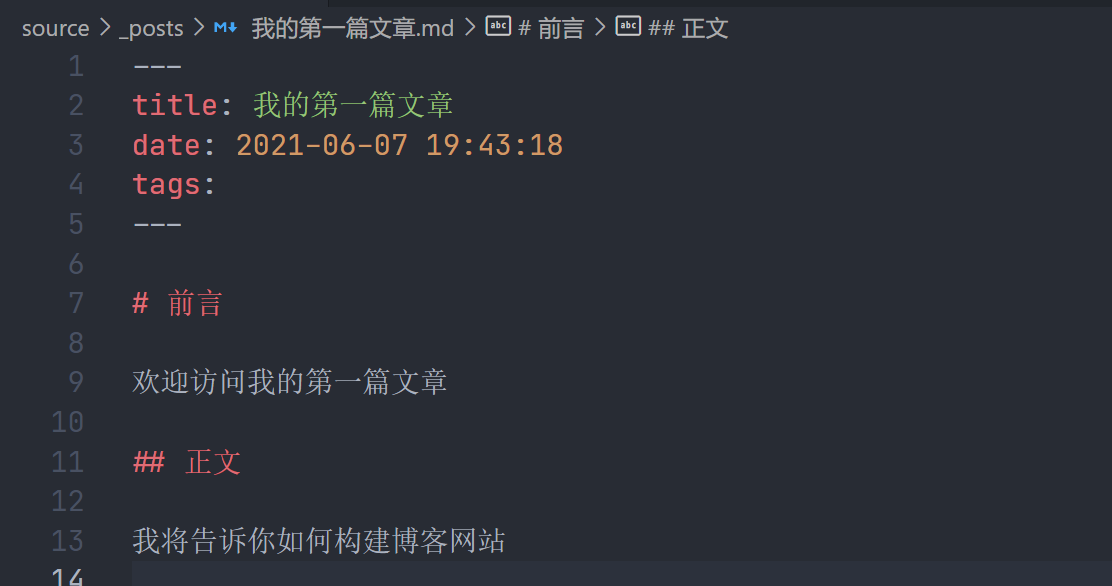 source > _posts > 我的第一篇文章.md > # 前言 > ## 正文
1 ---
2 title: 我的第一篇文章
3 date: 2021-06-07 19:43:18
4 tags:
5 ---
6
7 # 前言
8
9 欢迎访问我的第一篇文章
10
11 ## 正文
12
13 我将告诉你如何构建博客网站
14